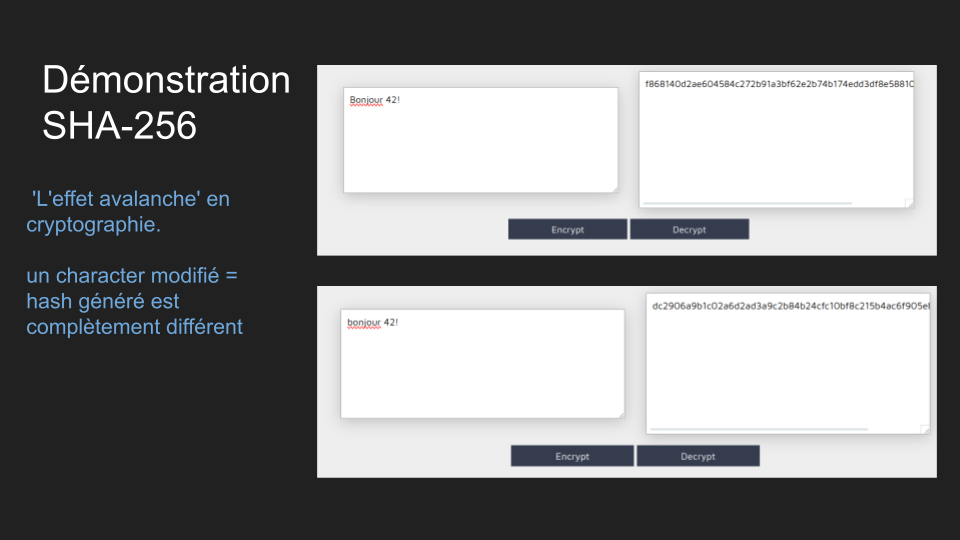 Démonstration
SHA-256
'L'effet avalanche' en
cryptographie.
un character modifié =
hash généré est
complètement différent
Bonjour 42!
f868140d2ae604584c272b91a3bf62e2b74b174edd3df8e58810
Encrypt
Decrypt
bonjour 42!
dc2906a9b1c02a6d2ad3a9c2b84b24cfc10bf8c215b4ac6f905e
Encrypt
Decrypt